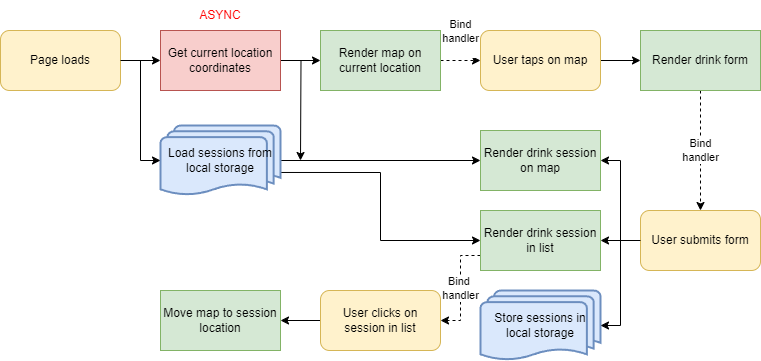 ASYNC
Page loads
Get current location
coordinates
Render map on
current location
Bind
handler
User taps on map
Render drink form
Bind
handler
Load sessions from
local storage
Render drink session
on map
Render drink session
in list
User submits form
Bind
handler
Move map to session
location
User clicks on
session in list
Store sessions in
local storage